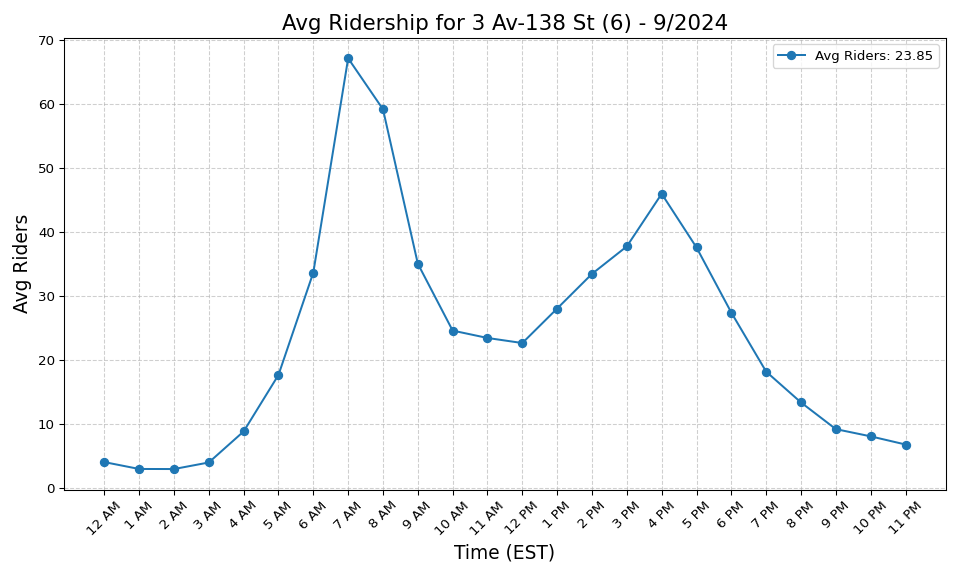 Avg Ridership for 3 Av-138 St (6) - 9/2024
Avg Riders: 23.85
Avg Riders
70
60
50
40
30
20
10
0
12 AM
1 AM
2 AM
3 AM
4 AM
5 AM
6 AM
7 AM
8 AM
9 AM
10 AM
11 AM
12 PM
1 PM
2 PM
3 PM
4 PM
5 PM
6 PM
7 PM
8 PM
9 PM
10 PM
11 PM
Time (EST)